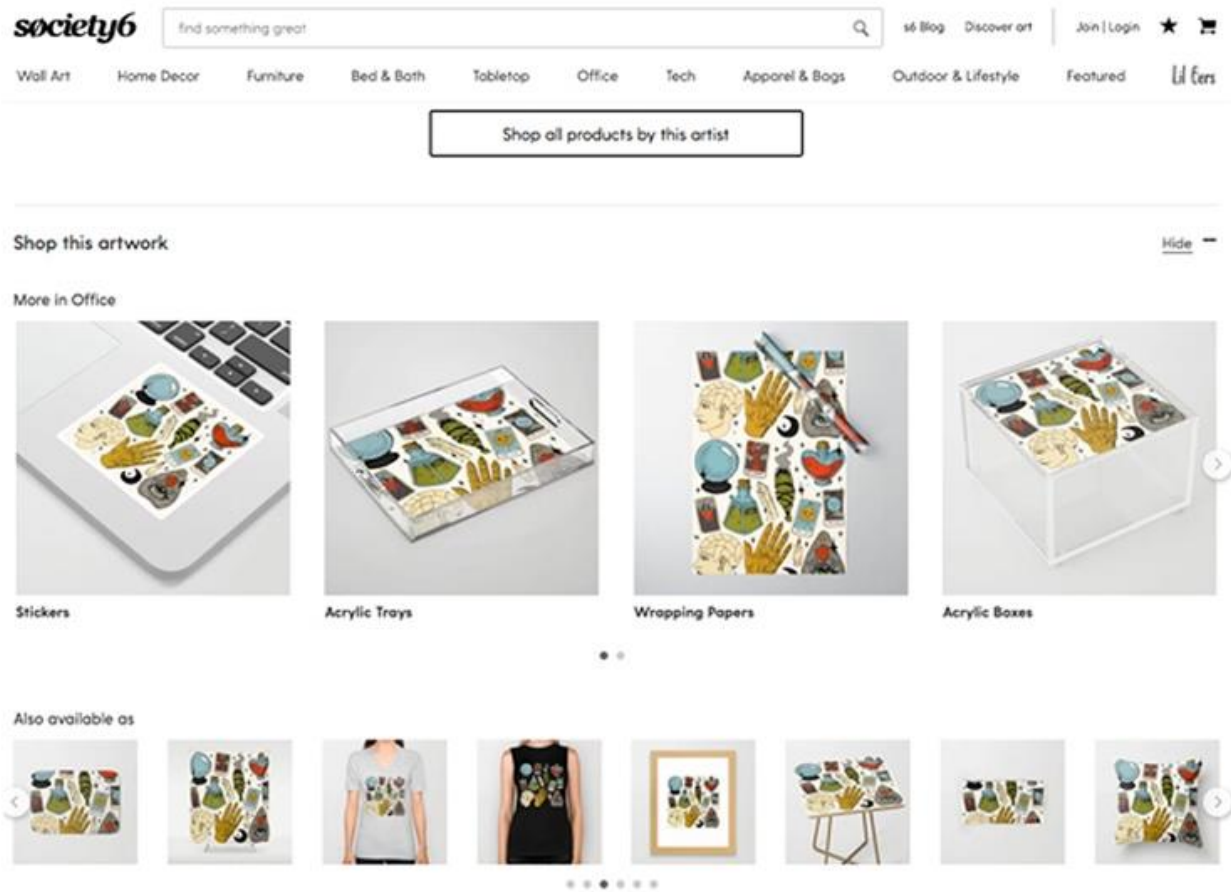 søciety6
find something great
s6 Blog Discover art Join | Login
Wall Art Home Decor Furniture Bed & Bath Tabletop Office Tech Apparel & Bags Outdoor & Lifestyle Featured Lil Eers
Shop all products by this artist
Shop this artwork
Hide
More in Office
Stickers Acrylic Trays Wrapping Papers Acrylic Boxes
Also available as